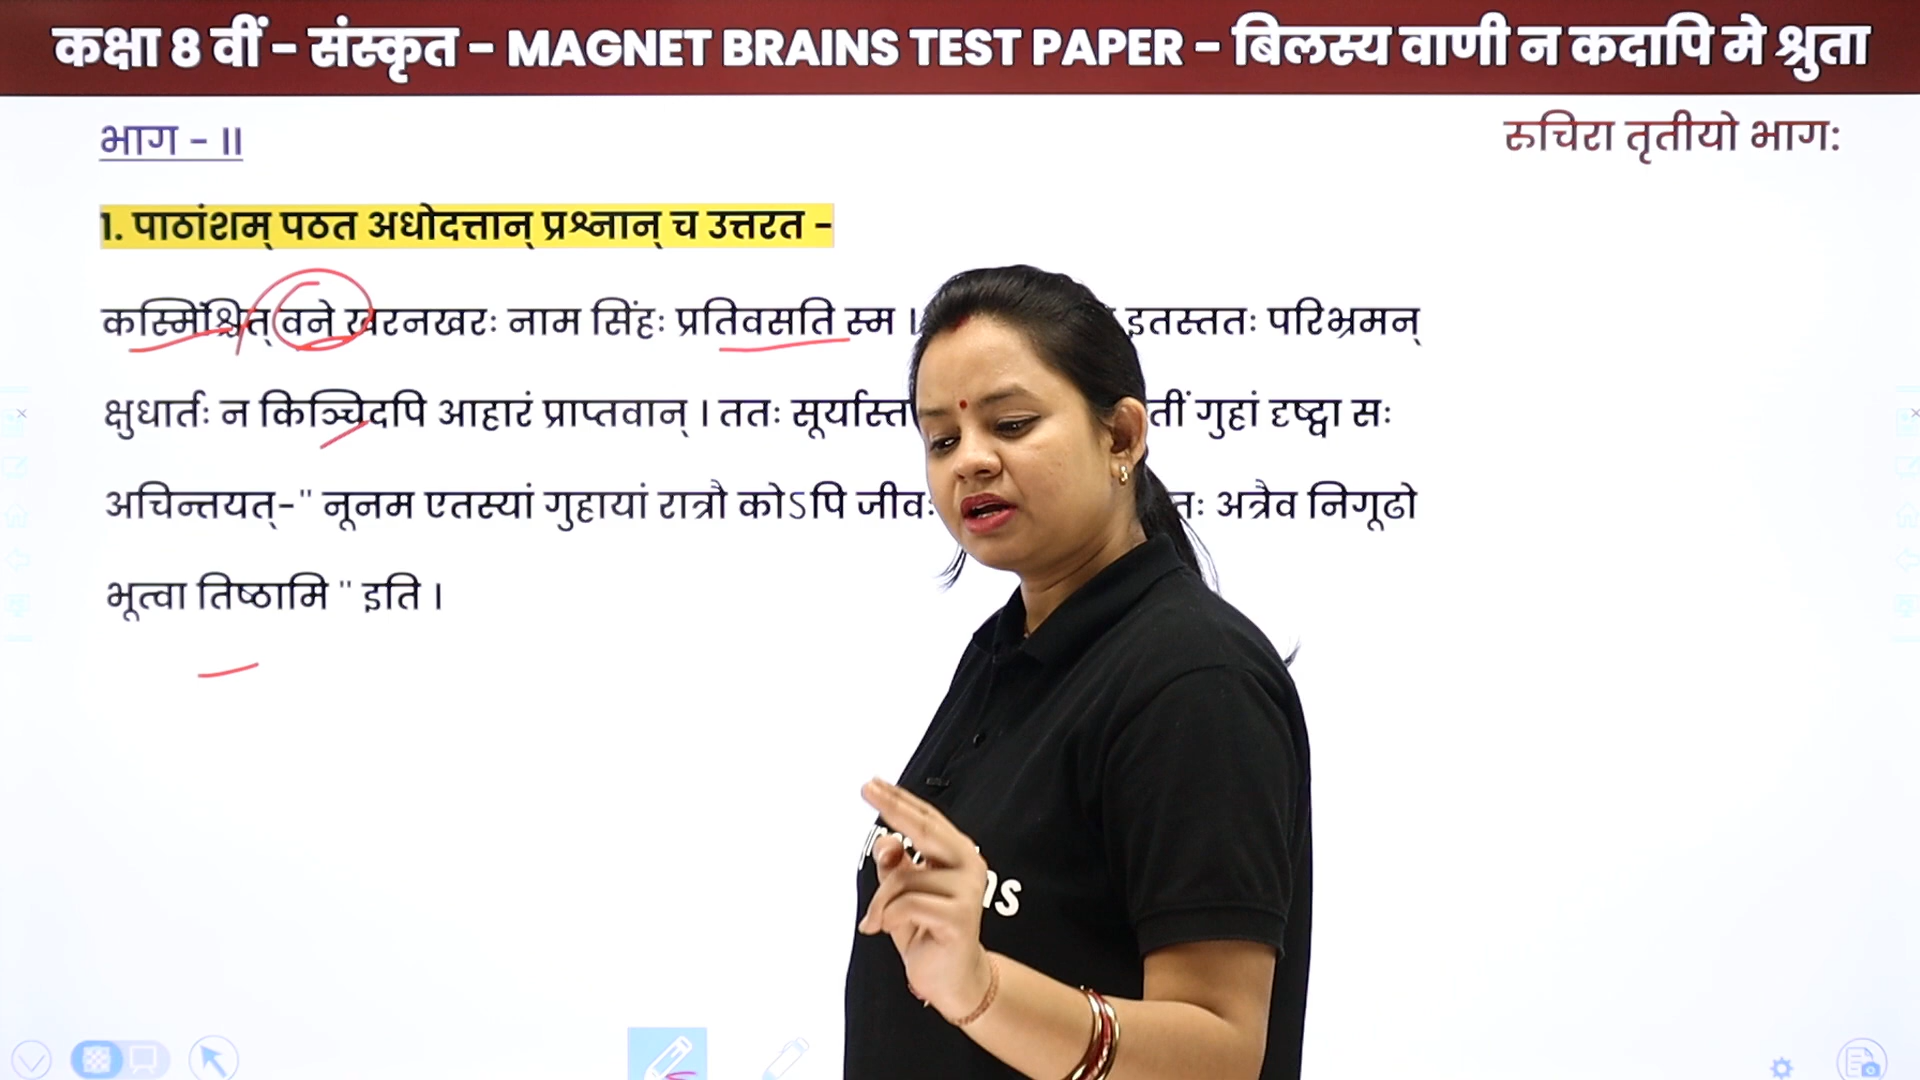 कक्षा 8 वीं - संस्कृत - MAGNET BRAINS TEST PAPER - बिलस्य वाणी न कदापि मे श्रुता
भाग - II
रुचिरा तृतीयो भाग:
1. पाठांशम् पठत अधोदत्तान् प्रश्नान् च उत्तरत -
कस्मिंश्चित् वने खरनखरः नाम सिंहः प्रतिवसति स्म । इतस्ततः परिभ्रमन्
क्षुधार्तः न किञ्चिदपि आहारं प्राप्तवान् । ततः गुहां दृष्ट्वा सः
अचिन्तयत्-" नूनम एतस्यां गुहायां रात्रौ कोऽपि जीवः अत्रैव निगूढो
भूत्वा तिष्ठामि " इति ।